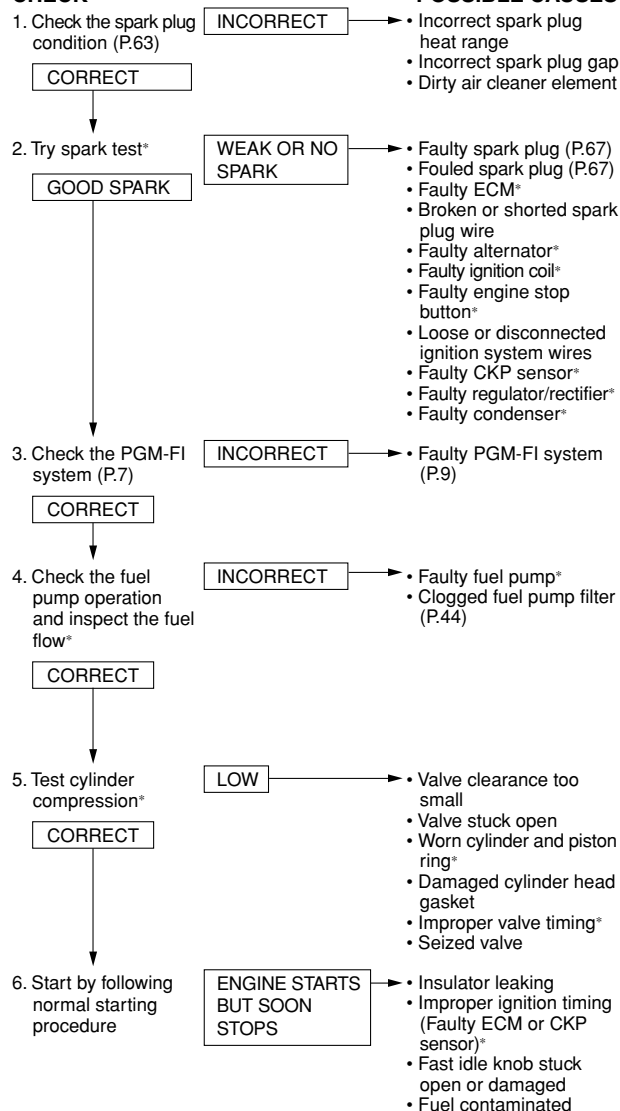 CHECK POSSIBLE CAUSES
1. Check the spark plug
condition (P.63)
INCORRECT
• Incorrect spark plug
heat range
• Incorrect spark plug gap
• Dirty air cleaner element
CORRECT
2. Try spark test*
WEAK OR NO
SPARK
• Faulty spark plug (P.67)
• Fouled spark plug (P.67)
• Faulty ECM*
• Broken or shorted spark
plug wire
• Faulty alternator*
• Faulty ignition coil*
• Faulty engine stop
button*
• Loose or disconnected
ignition system wires
• Faulty CKP sensor*
• Faulty regulator/rectifier*
• Faulty condenser*
GOOD SPARK
3. Check the PGM-FI
system (P.7)
INCORRECT
• Faulty PGM-FI system
(P.9)
CORRECT
4. Check the fuel
pump operation
and inspect the fuel
flow*
INCORRECT
• Faulty fuel pump*
• Clogged fuel pump filter
(P.44)
CORRECT
5. Test cylinder
compression*
LOW
• Valve clearance too
small
• Valve stuck open
• Worn cylinder and piston
ring*
• Damaged cylinder head
gasket
• Improper valve timing*
• Seized valve
CORRECT
6. Start by following
normal starting
procedure
ENGINE STARTS
BUT SOON
STOPS
• Insulator leaking
• Improper ignition timing
(Faulty ECM or CKP
sensor)*
• Fast idle knob stuck
open or damaged
• Fuel contaminated